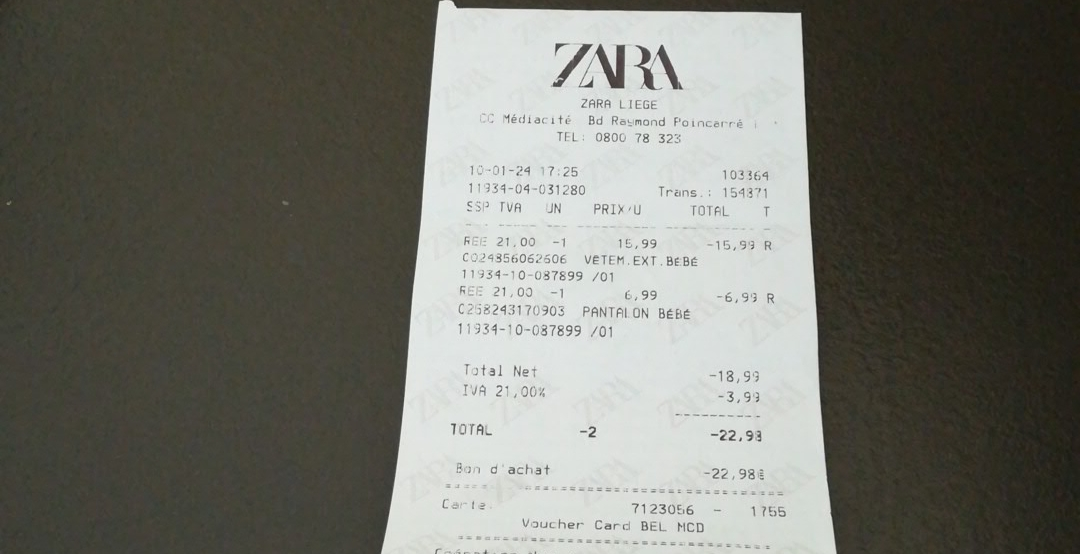 ZARA
ZARA LIEGE
CC Médiacité Bd Raymond Poincarré
TEL: 0800 78 323
10-01-24 17:25 103364
11934-04-031280 Trans.: 154371
SSP TVA UN PRIX/U TOTAL T
REE 21,00 -1 15,99 -15,99 R
C024856062606 VETEM.EXT.BEBÉ
11934-10-087899 /01
REE 21,00 -1 6,99 -6,99 R
C258243170903 PANTALON BÉBÉ
11934-10-087899 /01
Total Net -18,99
IVA 21,00% -3,99
TOTAL -2 -22,98
Bon d'achat -22,98€
Carte: 7123056 - 1755
Voucher Card BEL MCD